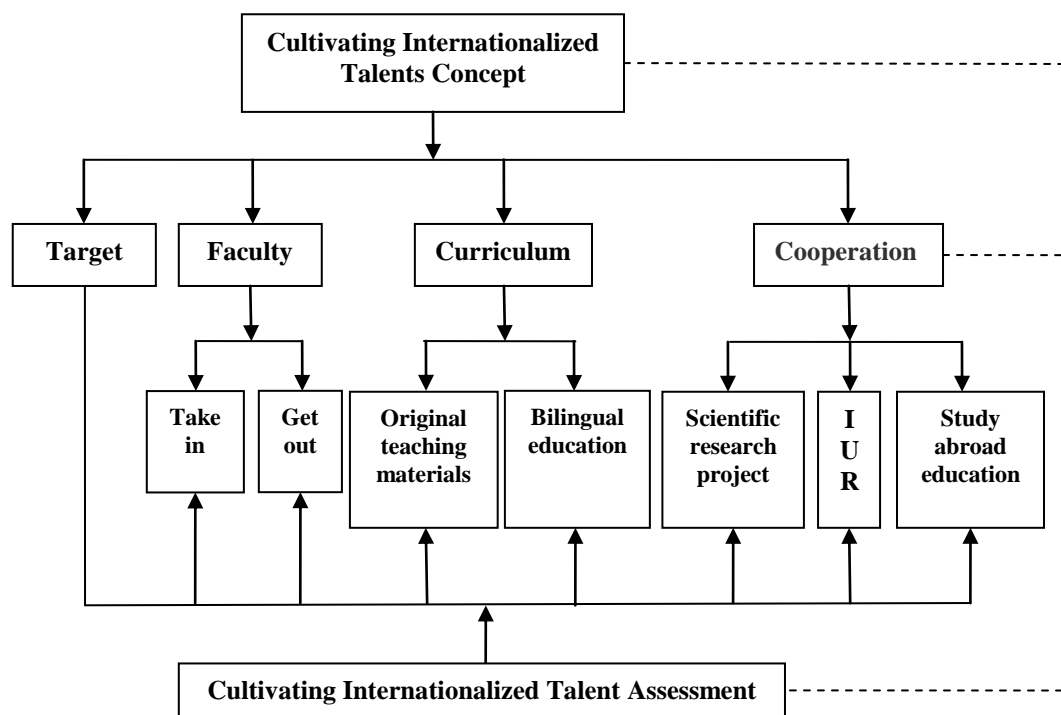 Cultivating Internationalized
Talents Concept
Target
Faculty
Curriculum
Cooperation
Take
in
Get
out
Original
teaching
materials
Bilingual
education
Scientific
research
project
I
U
R
Study
abroad
education
Cultivating Internationalized Talent Assessment